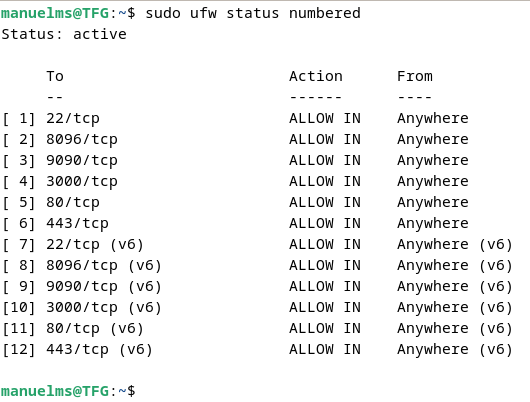 manuelms@TFG:~$ sudo ufw status numbered
Status: active
     To                         Action      From
     --                         ------      ----
[ 1] 22/tcp                     ALLOW IN    Anywhere
[ 2] 8096/tcp                   ALLOW IN    Anywhere
[ 3] 9090/tcp                   ALLOW IN    Anywhere
[ 4] 3000/tcp                   ALLOW IN    Anywhere
[ 5] 80/tcp                     ALLOW IN    Anywhere
[ 6] 443/tcp                    ALLOW IN    Anywhere
[ 7] 22/tcp (v6)                ALLOW IN    Anywhere (v6)
[ 8] 8096/tcp (v6)              ALLOW IN    Anywhere (v6)
[ 9] 9090/tcp (v6)              ALLOW IN    Anywhere (v6)
[10] 3000/tcp (v6)              ALLOW IN    Anywhere (v6)
[11] 80/tcp (v6)                ALLOW IN    Anywhere (v6)
[12] 443/tcp (v6)               ALLOW IN    Anywhere (v6)
manuelms@TFG:~$